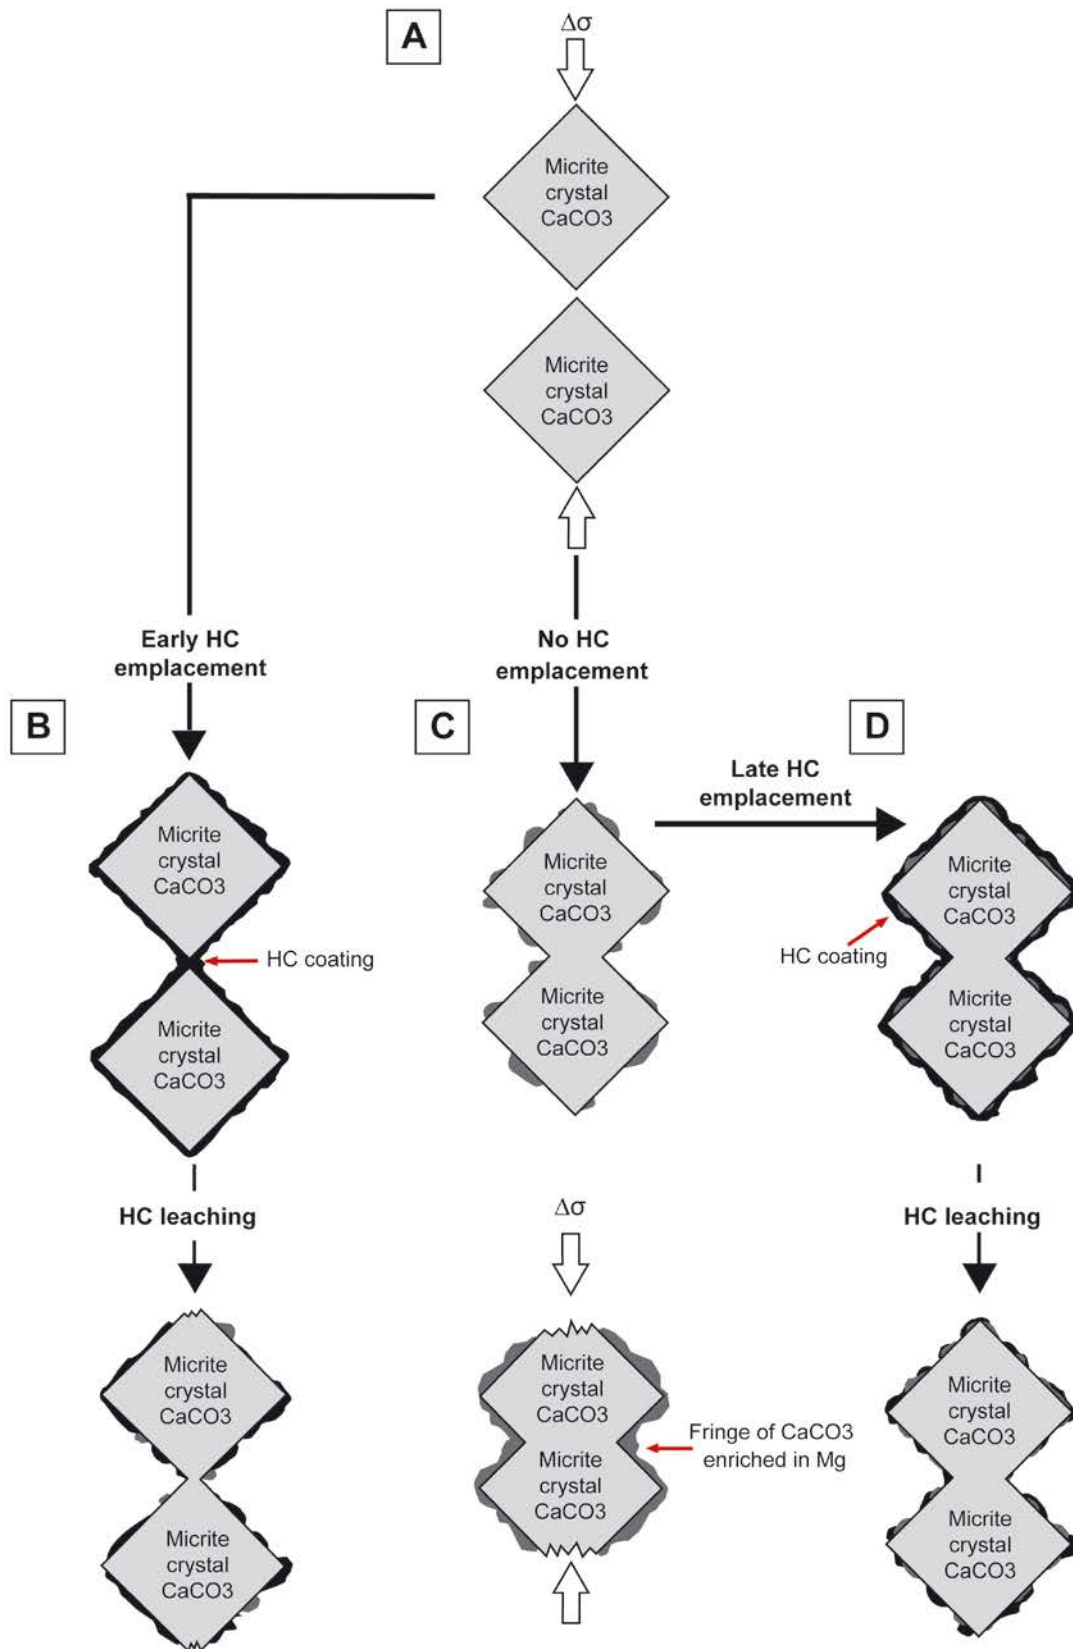 A
Δσ
Micrite
crystal
CaCO3
Micrite
crystal
CaCO3
Early HC
emplacement
No HC
emplacement
B
C
D
Late HC
emplacement
Micrite
crystal
CaCO3
HC coating
Micrite
crystal
CaCO3
Micrite
crystal
CaCO3
Micrite
crystal
CaCO3
Micrite
crystal
CaCO3
HC coating
Micrite
crystal
CaCO3
HC leaching
Δσ
HC leaching
Micrite
crystal
CaCO3
Micrite
crystal
CaCO3
Micrite
crystal
CaCO3
Micrite
crystal
CaCO3
Fringe of CaCO3
enriched in Mg
Micrite
crystal
CaCO3
Micrite
crystal
CaCO3